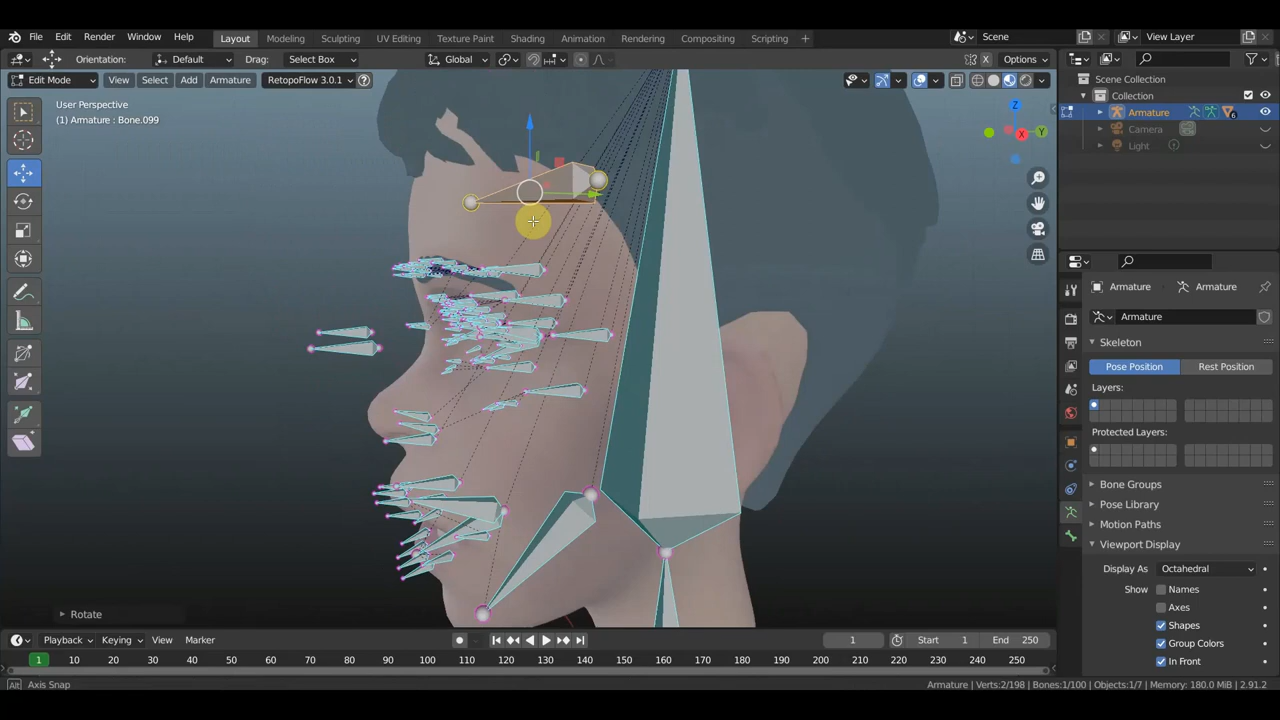 File Edit Render Window Help Layout Modeling Sculpting UV Editing Texture Paint Shading Animation Rendering Compositing Scripting + Scene View Layer
Orientation: Default Drag: Select Box Global X Options
Edit Mode View Select Add Armature RetopoFlow 3.0.1
User Perspective
(1) Armature : Bone.099
Z
Y
X
Scene Collection
Collection
Armature 6
Camera
Light
Armature Armature
Armature
Skeleton
Pose Position Rest Position
Layers:
Protected Layers:
Bone Groups
Pose Library
Motion Paths
Viewport Display
Display As Octahedral
Show Names
Axes
Shapes
Group Colors
In Front
Rotate
Playback Keying View Marker 1 Start 1 End 250
1 10 20 30 40 50 60 70 80 90 100 110 120 130 140 150 160 170 180 190 200 210 220 230 240 250
Alt Axis Snap Armature | Verts:2/198 | Bones:1/100 | Objects:1/7 | Memory: 180.0 MiB | 2.91.2